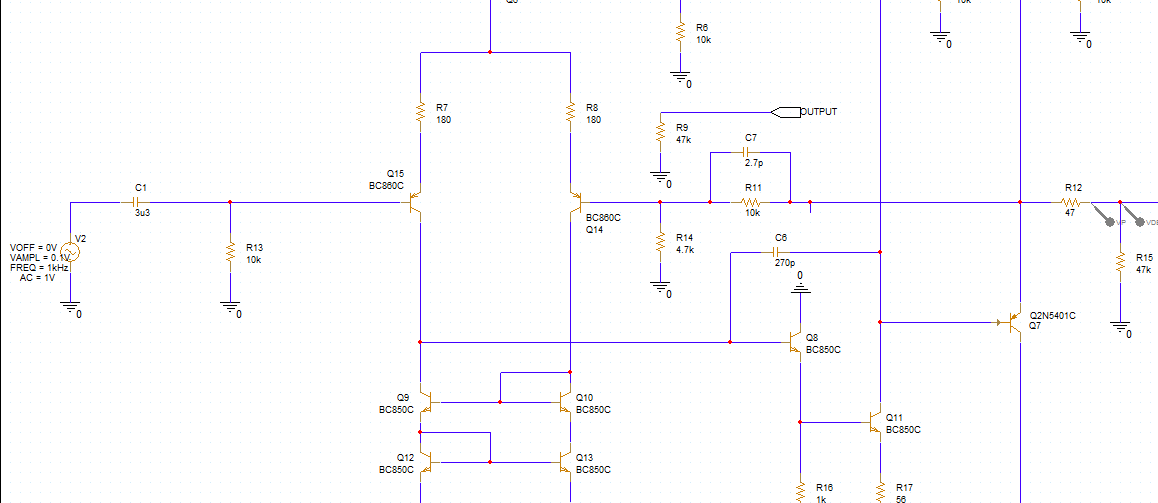 10k
10k
R6
10k
R7
180
R8
180
OUTPUT
R9
47k
0
0
0
C7
2.7p
Q15
BC860C
C1
3u3
R11
10k
R12
47
BC860C
Q14
VP
V2
VOFF = 0V
VAMPL = 0.1V
FREQ = 1kHz
AC = 1V
R13
10k
R14
4.7k
C6
270p
R15
47k
0
0
0
0
0
0
Q2N5401C
Q7
Q8
BC850C
Q9
BC850C
Q10
BC850C
Q11
BC850C
Q12
BC850C
Q13
BC850C
R16
1k
R17
56